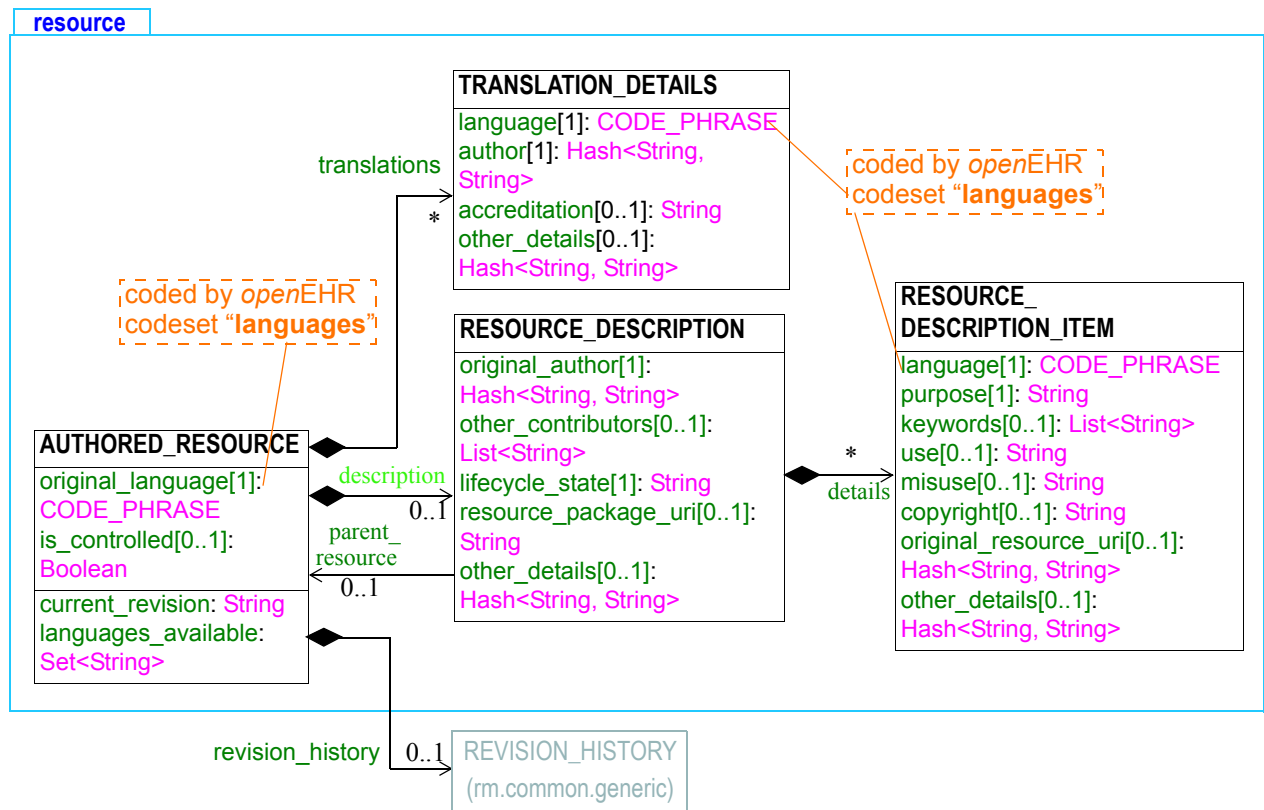 resource
TRANSLATION_DETAILS
language[1]: CODE_PHRASE
author[1]: Hash<String,
String>
accreditation[0..1]: String
other_details[0..1]:
Hash<String, String>
translations
*
coded by openEHR
codeset “languages”
coded by openEHR
codeset “languages”
RESOURCE_DESCRIPTION
original_author[1]:
Hash<String, String>
other_contributors[0..1]:
List<String>
lifecycle_state[1]: String
resource_package_uri[0..1]:
String
other_details[0..1]:
Hash<String, String>
RESOURCE_
DESCRIPTION_ITEM
language[1]: CODE_PHRASE
purpose[1]: String
keywords[0..1]: List<String>
use[0..1]: String
misuse[0..1]: String
copyright[0..1]: String
original_resource_uri[0..1]:
Hash<String, String>
other_details[0..1]:
Hash<String, String>
*
details
AUTHORED_RESOURCE
original_language[1]:
CODE_PHRASE
is_controlled[0..1]:
Boolean
current_revision: String
languages_available:
Set<String>
description
0..1
parent_
resource
0..1
revision_history
0..1
REVISION_HISTORY
(rm.common.generic)